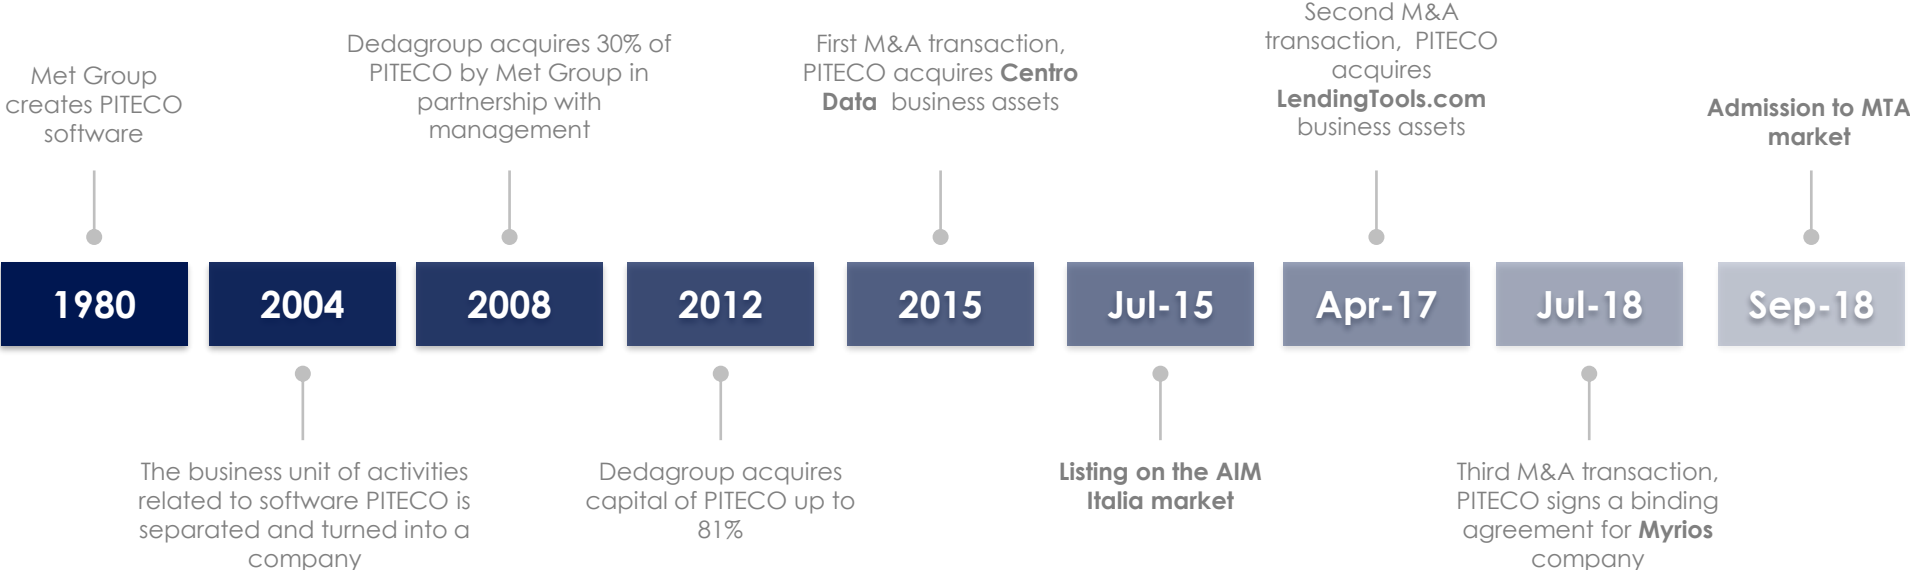 Met Group
creates PITECO
software
Dedagroup acquires 30% of
PITECO by Met Group in
partnership with
management
First M&A transaction,
PITECO acquires Centro
Data business assets
Second M&A
transaction, PITECO
acquires
LendingTools.com
business assets
Admission to MTA
market
1980
2004
2008
2012
2015
Jul-15
Apr-17
Jul-18
Sep-18
The business unit of activities
related to software PITECO is
separated and turned into a
company
Dedagroup acquires
capital of PITECO up to
81%
Listing on the AIM
Italia market
Third M&A transaction,
PITECO signs a binding
agreement for Myrios
company